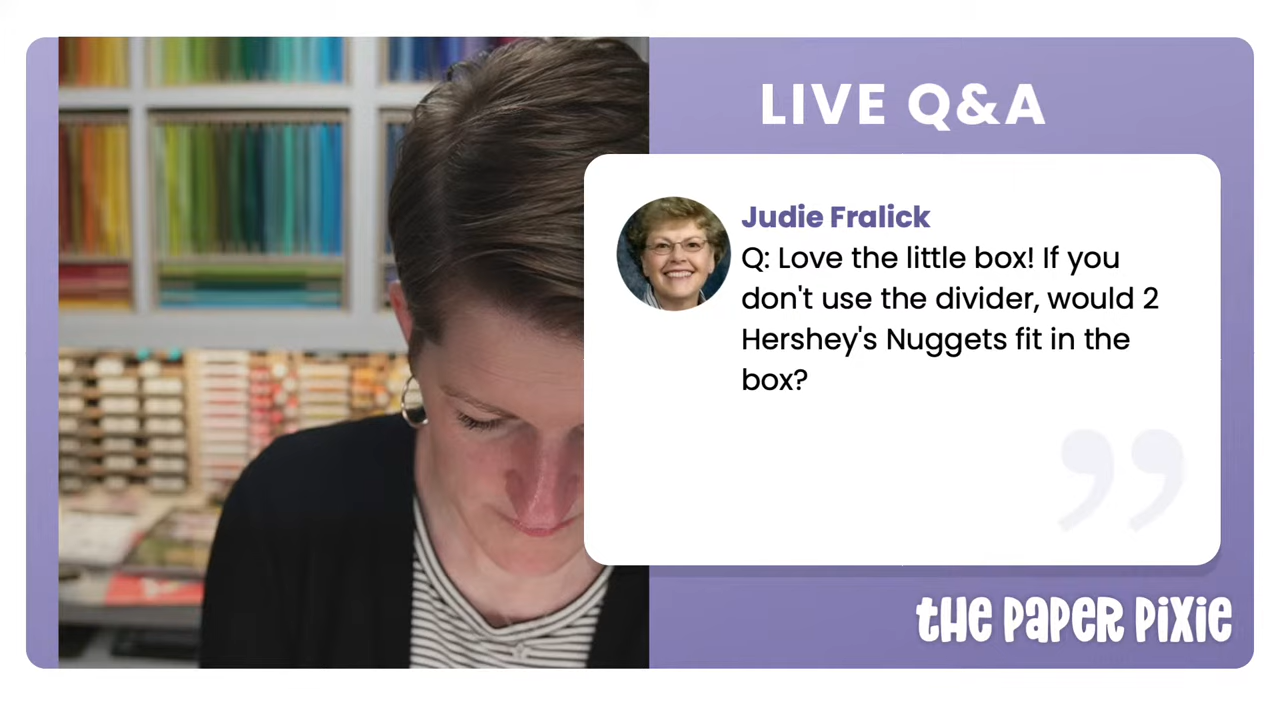 LIVE Q&A
Judie Fralick
Q: Love the little box! If you
don't use the divider, would 2
Hershey's Nuggets fit in the
box?
”
the PAPER PIXIE